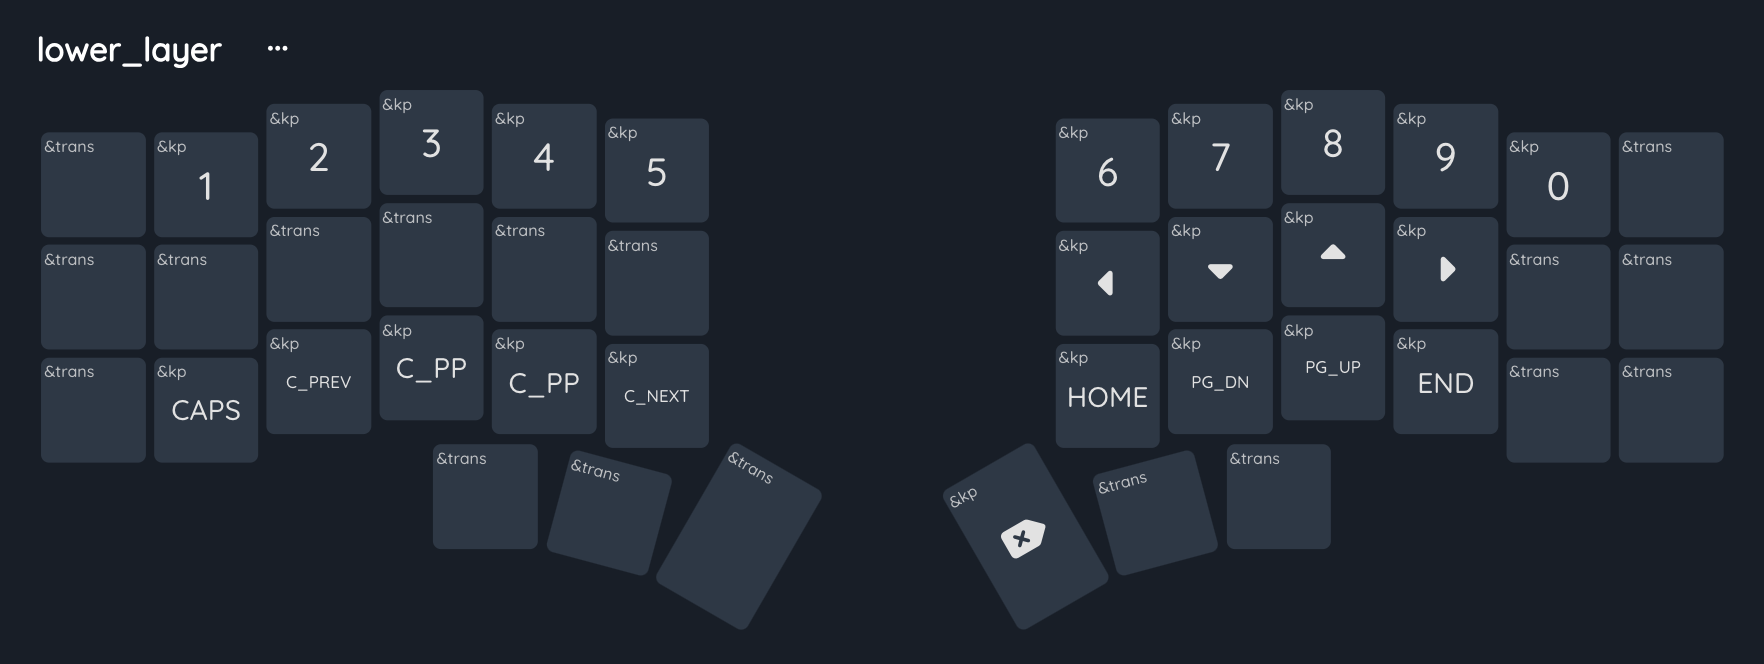 lower_layer ...
&trans &kp 1 &kp 2 &kp 3 &kp 4 &kp 5 &kp 6 &kp 7 &kp 8 &kp 9 &kp 0 &trans
&trans &trans &trans &trans &trans &trans &kp &kp &kp &kp &trans &trans
&trans &kp CAPS &kp C_PREV &kp C_PP &kp C_PP &kp C_NEXT &kp HOME &kp PG_DN &kp PG_UP &kp END &trans &trans
&trans &trans &trans &kp &trans &trans